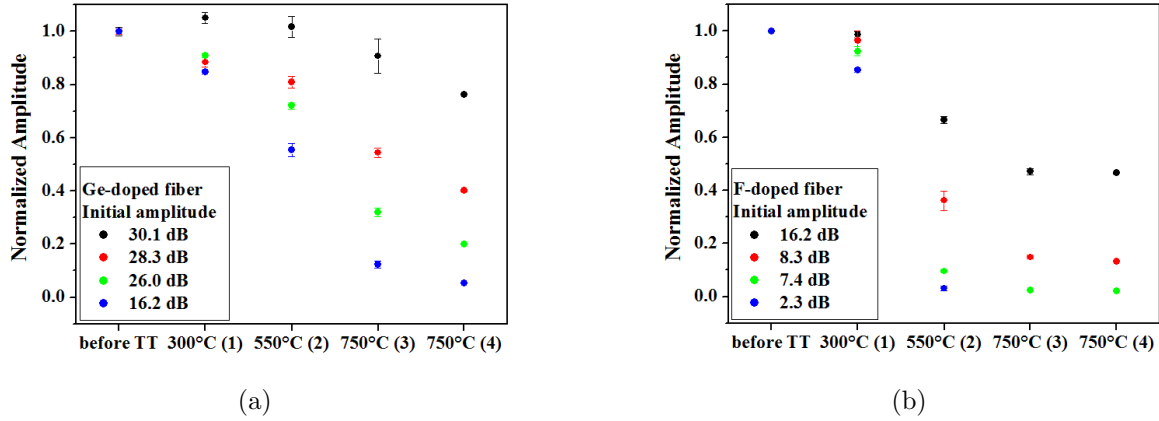 Normalized Amplitude
1.0
0.8
0.6
0.4
0.2
0.0
Ge-doped fiber
Initial amplitude
30.1 dB
28.3 dB
26.0 dB
16.2 dB
before TT 300°C (1) 550°C (2) 750°C (3) 750°C (4)
(a)
Normalized Amplitude
1.0
0.8
0.6
0.4
0.2
0.0
F-doped fiber
Initial amplitude
16.2 dB
8.3 dB
7.4 dB
2.3 dB
before TT 300°C (1) 550°C (2) 750°C (3) 750°C (4)
(b)